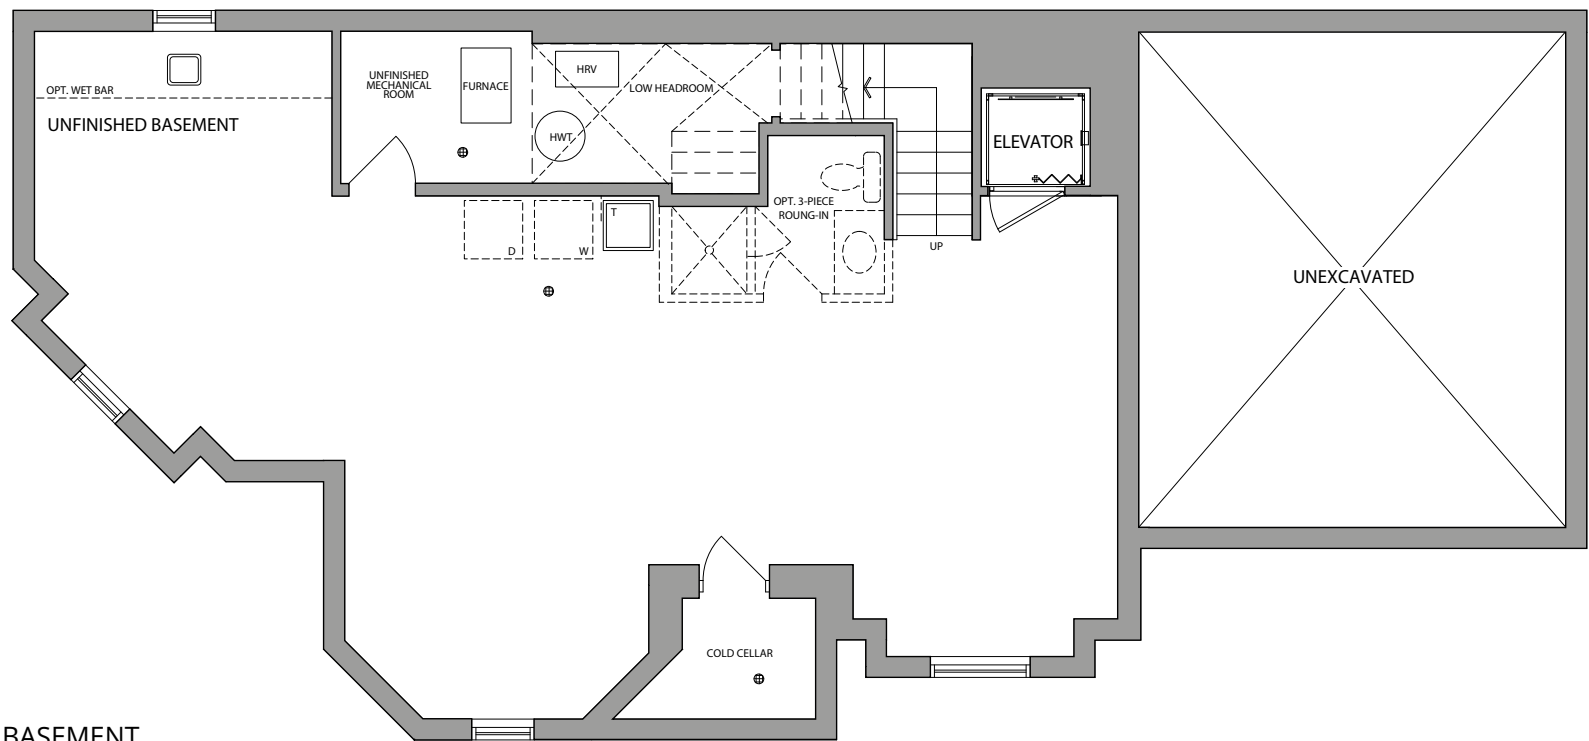 OPT. WET BAR
UNFINISHED BASEMENT
UNFINISHED
MECHANICAL
ROOM
FURNACE
HRV
HWT
LOW HEADROOM
ELEVATOR
OPT. 3-PIECE
ROUNG-IN
T
D
W
UP
UNEXCAVATED
COLD CELLAR
BASEMENT